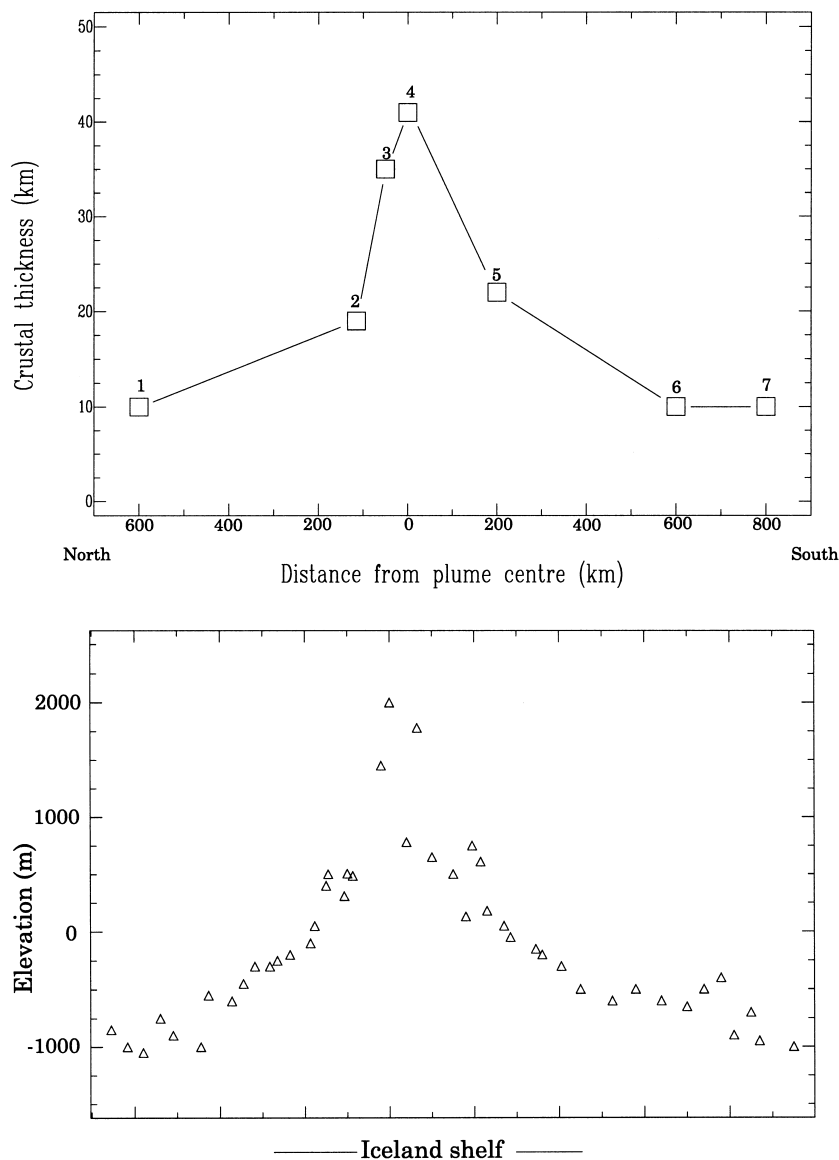 50
40
30
20
10
0
Crustal thickness (km)
4
3
5
2
1
6
7
600 400 200 0 200 400 600 800
North
South
Distance from plume centre (km)
2000
1000
0
-1000
Elevation (m)
Iceland shelf